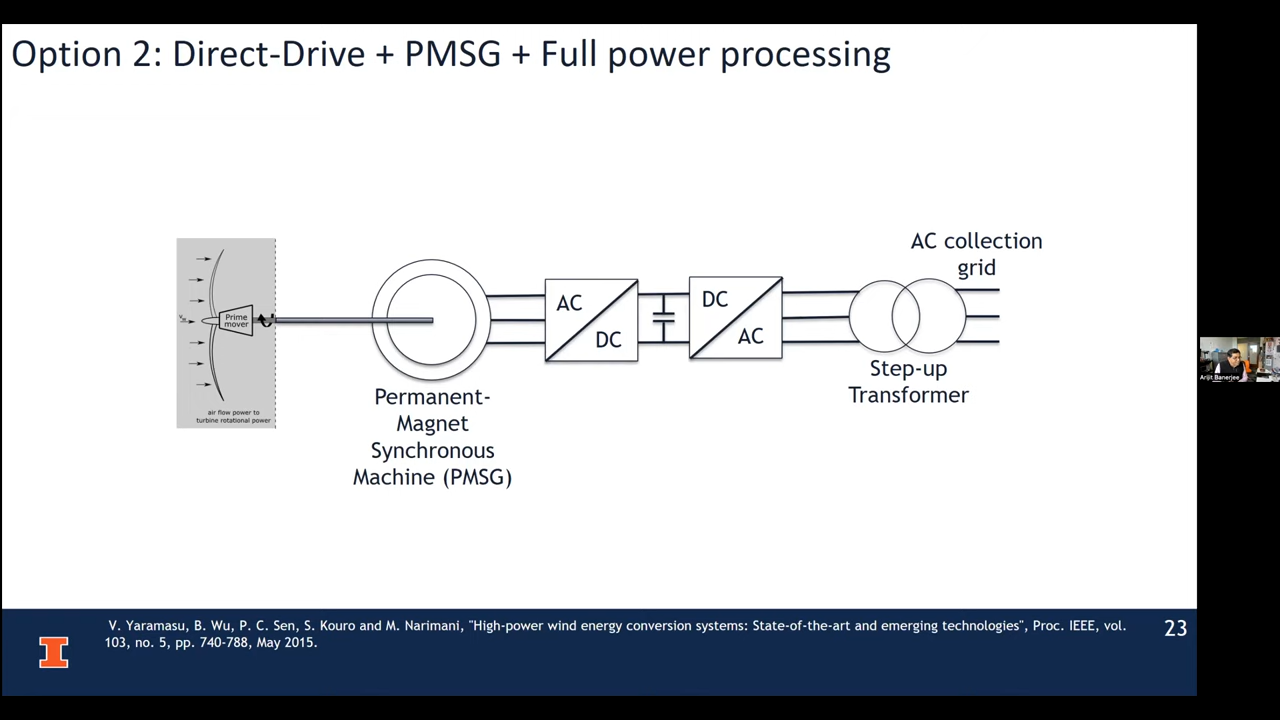 Option 2: Direct-Drive + PMSG + Full power processing
AC collection
grid
Prime
mover
AC
DC
DC
AC
Step-up
Transformer
Permanent-
Magnet
Synchronous
Machine (PMSG)
air flow power to
turbine rotational power
Arijit Banerjee
V. Yaramasu, B. Wu, P. C. Sen, S. Kouro and M. Narimani, "High-power wind energy conversion systems: State-of-the-art and emerging technologies", Proc. IEEE, vol.
103, no. 5, pp. 740-788, May 2015.
23